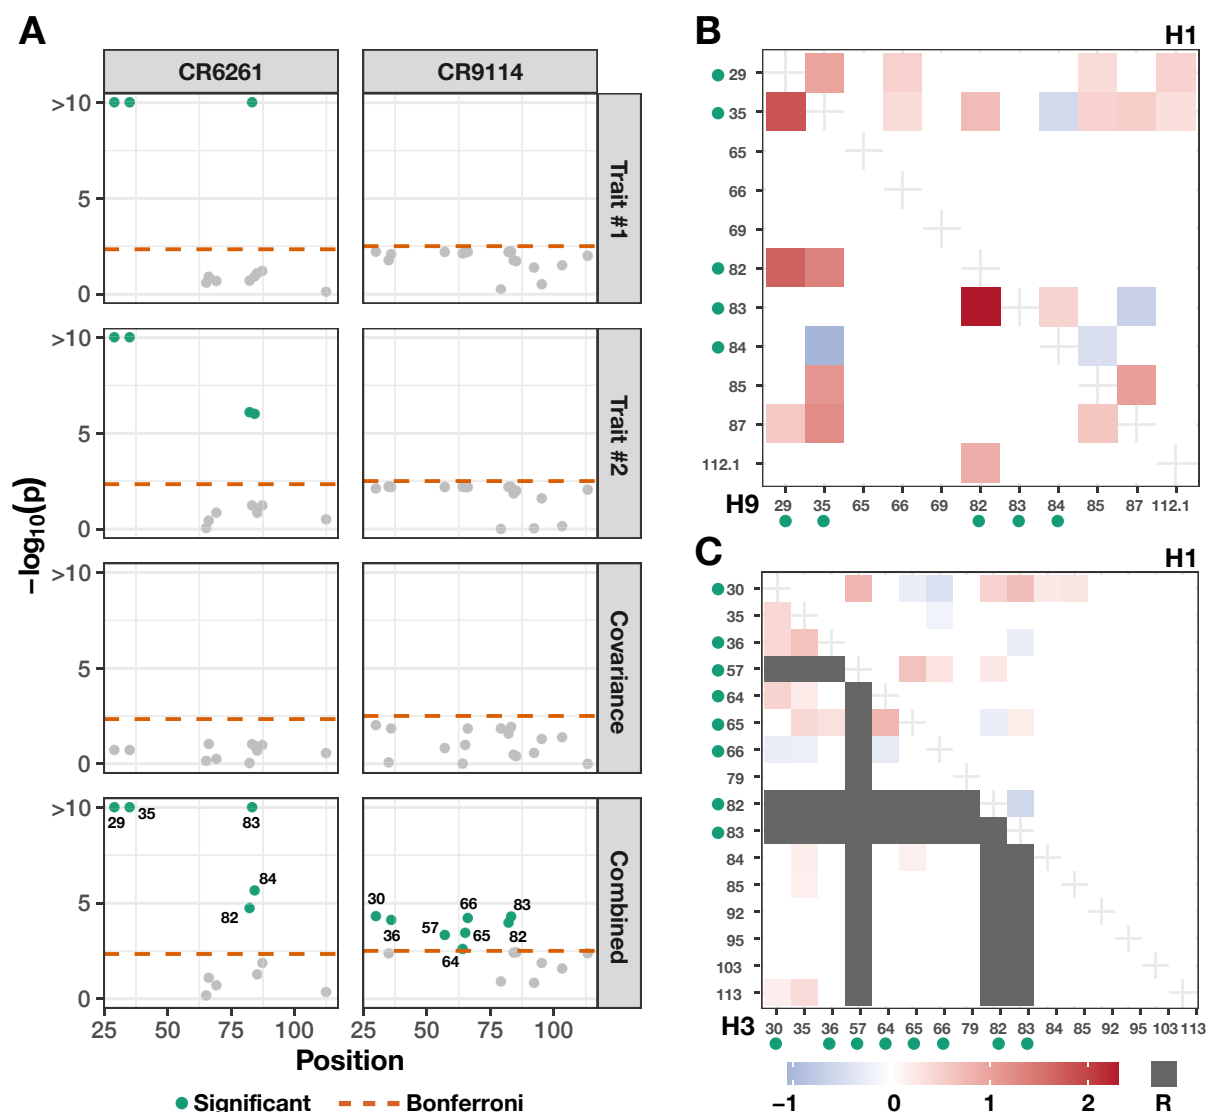 A
CR6261
CR9114
>10
5
0
Trait #1
>10
5
0
Trait #2
>10
5
0
Covariance
>10
5
0
Combined
29
35
83
84
82
30
36
57
66
65
64
83
82
−log10(p)
25 50 75 100 25 50 75 100
Position
Significant Bonferroni
B
H1
29
35
65
66
69
82
83
84
85
87
112.1
H9
29 35 65 66 69 82 83 84 85 87 112.1
C
H1
30
35
36
57
64
65
66
79
82
83
84
85
92
95
103
113
H3
30 35 36 57 64 65 66 79 82 83 84 85 92 95 103 113
−1 0 1 2 R